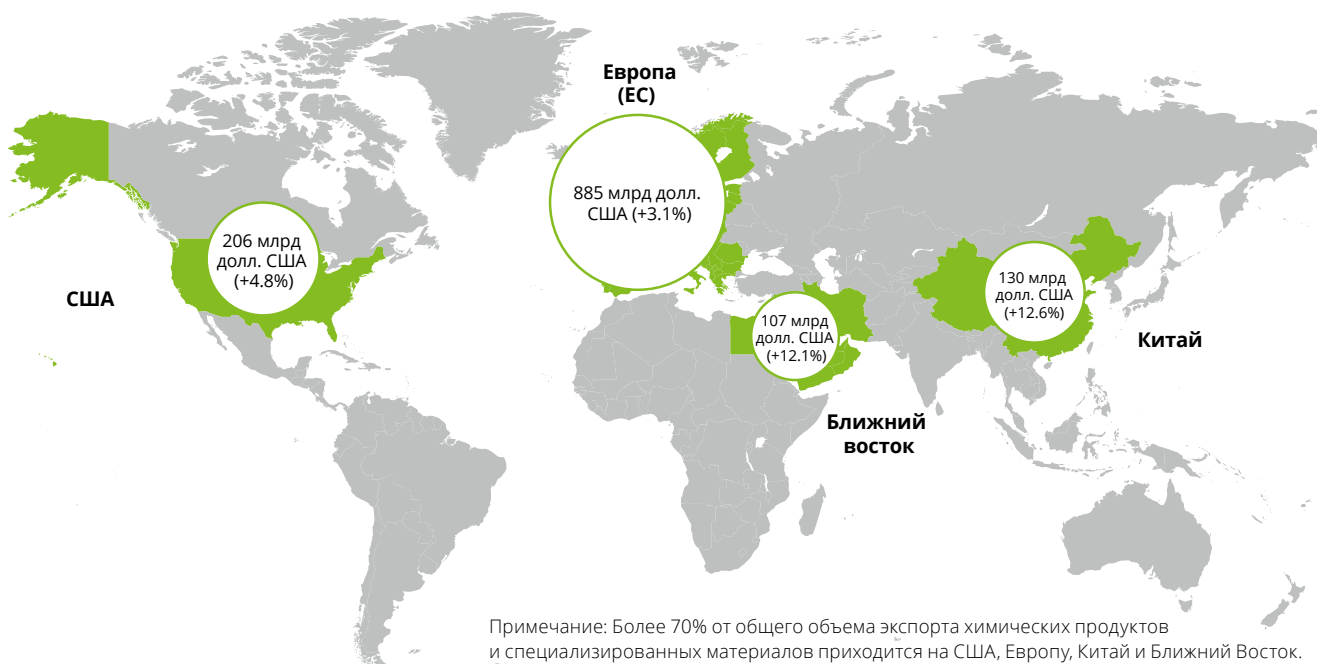 Европа
(ЕС)
885 млрд долл.
США (+3.1%)
206 млрд
долл. США
(+4.8%)
США
130 млрд
долл. США
(+12.6%)
Китай
107 млрд
долл. США
(+12.1%)
Ближний
восток
Примечание: Более 70% от общего объема экспорта химических продуктов
и специализированных материалов приходится на США, Европу, Китай и Ближний Восток.